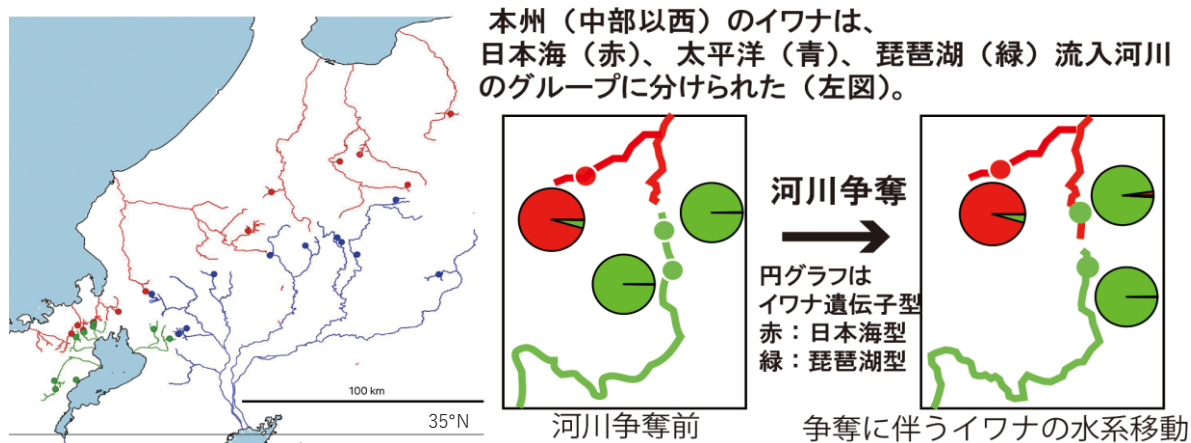 本州（中部以西）のイワナは、
日本海（赤）、太平洋（青）、琵琶湖（緑）流入河川
のグループに分けられた（左図）。
100 km
35°N
河川争奪
円グラフは
イワナ遺伝子型
赤：日本海型
緑：琵琶湖型
河川争奪前
争奪に伴うイワナの水系移動